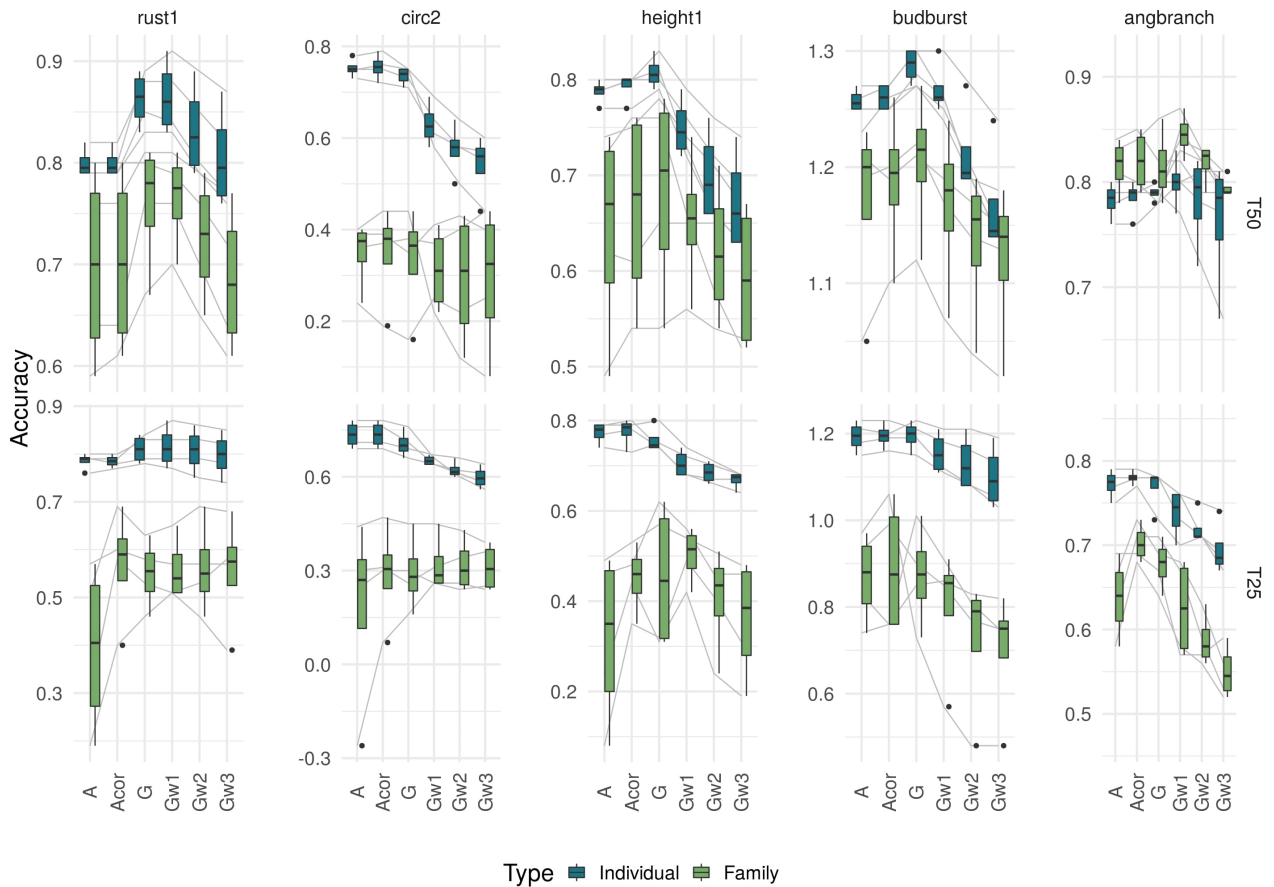 rust1 circ2 height1 budburst angbranch
Accuracy
0.9 0.8 0.7 0.6
0.8 0.6 0.4 0.2
0.8 0.7 0.6 0.5
1.3 1.2 1.1
0.9 0.8 0.7
T50
0.9 0.7 0.5 0.3
0.6 0.3 0.0 -0.3
0.8 0.6 0.4 0.2
1.2 1.0 0.8 0.6
0.8 0.7 0.6 0.5
T25
A Acor G Gw1 Gw2 Gw3
A Acor G Gw1 Gw2 Gw3
A Acor G Gw1 Gw2 Gw3
A Acor G Gw1 Gw2 Gw3
A Acor G Gw1 Gw2 Gw3
Type Individual Family